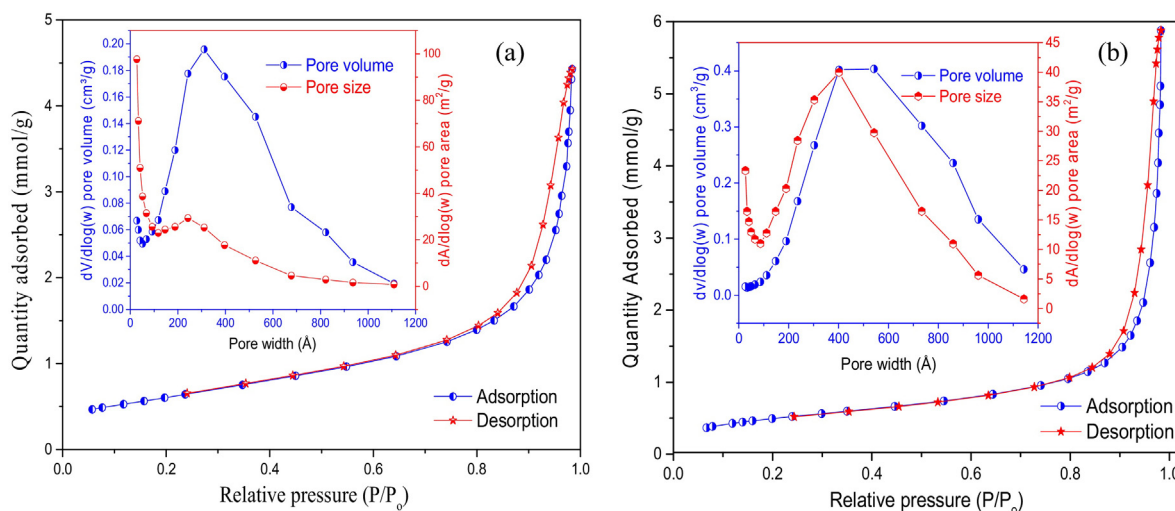 (a)
Quantity adsorbed (mmol/g)
5
4
3
2
1
0
0.0 0.2 0.4 0.6 0.8 1.0
Relative pressure (P/Po)
Adsorption
Desorption
dV/dlog(w) pore volume (cm³/g)
0.20
0.18
0.16
0.14
0.12
0.10
0.08
0.06
0.04
0.02
0.00
0 200 400 600 800 1000 1200
Pore width (Å)
Pore volume
Pore size
100
80
60
40
20
0
dA/dlog(w) pore area (m²/g)
(b)
Quantity Adsorbed (mmol/g)
6
5
4
3
2
1
0
0.0 0.2 0.4 0.6 0.8 1.0
Relative pressure (P/Po)
Adsorption
Desorption
dv/dlog(w) pore volume (cm³/g)
0.4
0.3
0.2
0.1
0.0
0 200 400 600 800 1000 1200
Pore width (Å)
Pore volume
Pore size
45
40
35
30
25
20
15
10
5
0
dA/dlog(w) pore area (m²/g)